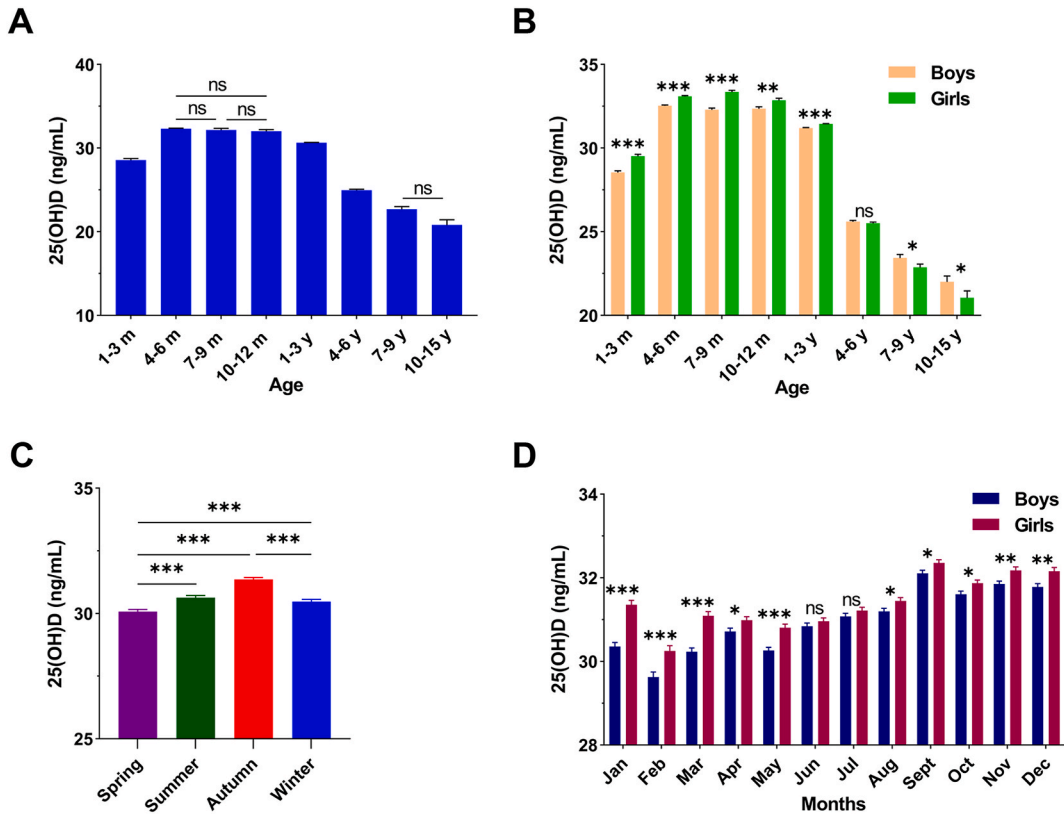 A
25(OH)D (ng/mL)
40
30
20
10
ns
ns
ns
ns
1-3 m
4-6 m
7-9 m
10-12 m
1-3 y
4-6 y
7-9 y
10-15 y
Age
B
25(OH)D (ng/mL)
35
30
25
20
Boys
Girls
***
***
***
**
***
ns
*
*
1-3 m
4-6 m
7-9 m
10-12 m
1-3 y
4-6 y
7-9 y
10-15 y
Age
C
25(OH)D (ng/mL)
35
30
25
***
***
***
***
Spring
Summer
Autumn
Winter
D
25(OH)D (ng/mL)
34
32
30
28
Boys
Girls
***
***
***
*
***
ns
ns
*
*
*
**
**
Jan
Feb
Mar
Apr
May
Jun
Jul
Aug
Sept
Oct
Nov
Dec
Months